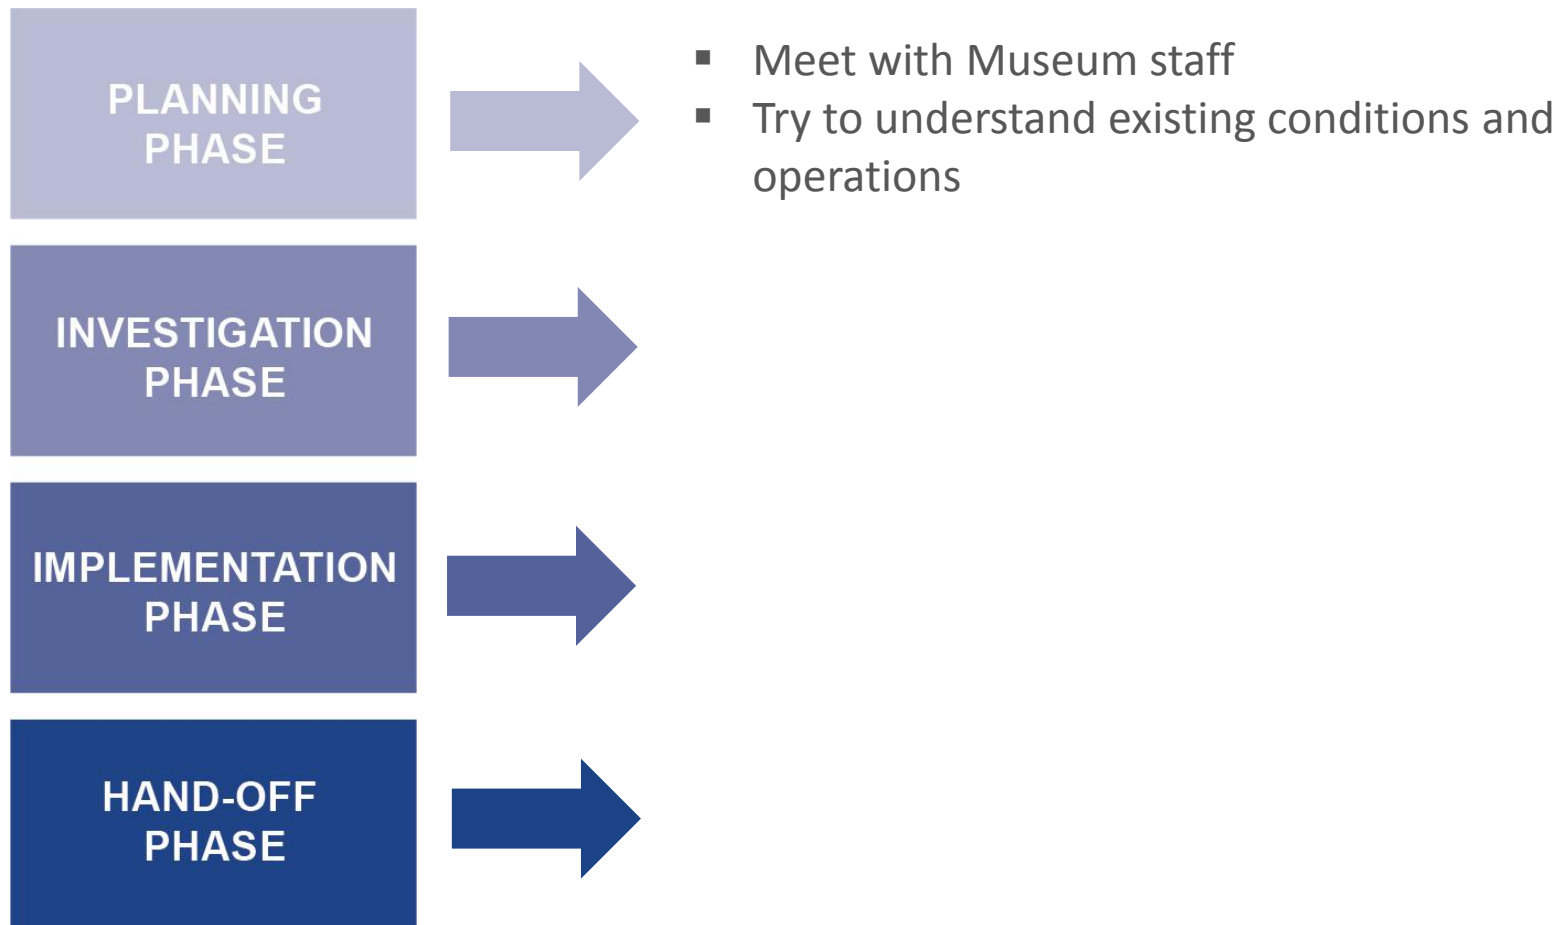 PLANNING
PHASE
▪ Meet with Museum staff
▪ Try to understand existing conditions and
operations
INVESTIGATION
PHASE
IMPLEMENTATION
PHASE
HAND-OFF
PHASE